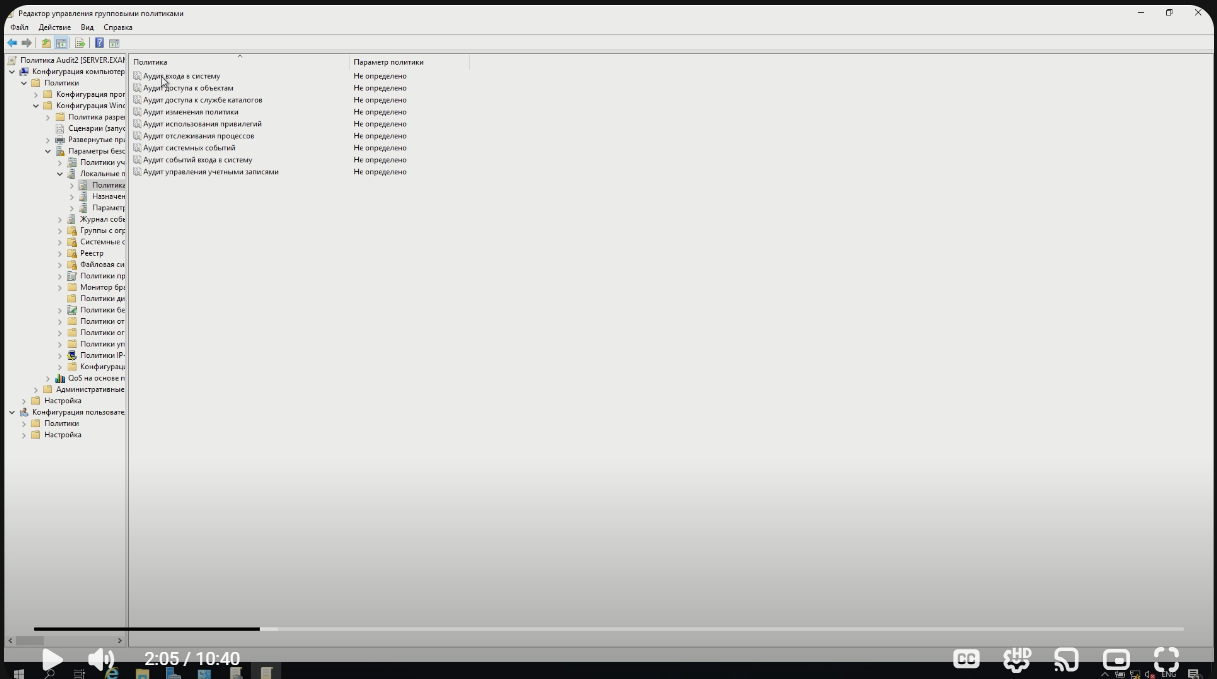 Редактор управления групповыми политиками
Файл Действие Вид Справка
Политика Audit2 [SERVER.EXAM
Конфигурация компьютер
Политики
Конфигурация прог
Конфигурация Winc
Политика разре
Сценарии (запус
Развернутые при
Параметры безо
Политики уч
Локальные п
Политика
Назначен
Параметр
Журнал собы
Группы с огр
Системные с
Реестр
Файловая си
Политики пр
Монитор бра
Политики ди
Политики бе
Политики от
Политики ог
Политики уп
Политики IP-
Конфигураци
QoS на основе п
Административные
Настройка
Конфигурация пользовате
Политики
Настройка
Политика Параметр политики
Аудит входа в систему Не определено
Аудит доступа к объектам Не определено
Аудит доступа к службе каталогов Не определено
Аудит изменения политики Не определено
Аудит использования привилегий Не определено
Аудит отслеживания процессов Не определено
Аудит системных событий Не определено
Аудит событий входа в систему Не определено
Аудит управления учетными записями Не определено
2:05 / 10:40
CC HD
ENG